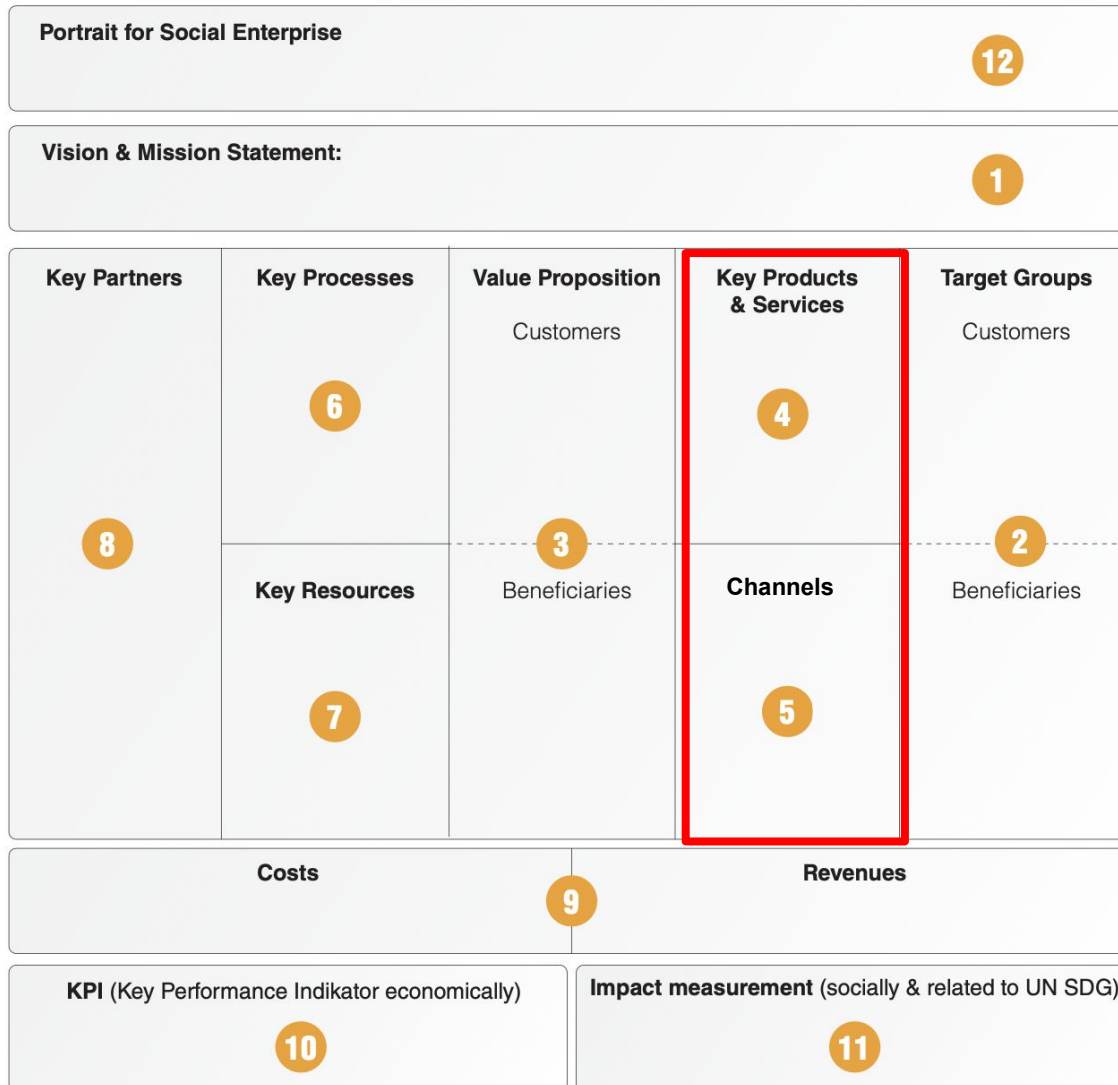 Portrait for Social Enterprise
12
Vision & Mission Statement:
1
Key Partners
8
Key Processes
6
Key Resources
7
Value Proposition
Customers
3
Beneficiaries
Key Products
& Services
4
Channels
5
Target Groups
Customers
2
Beneficiaries
Costs
9
Revenues
KPI (Key Performance Indikator economically)
10
Impact measurement (socially & related to UN SDG)
11